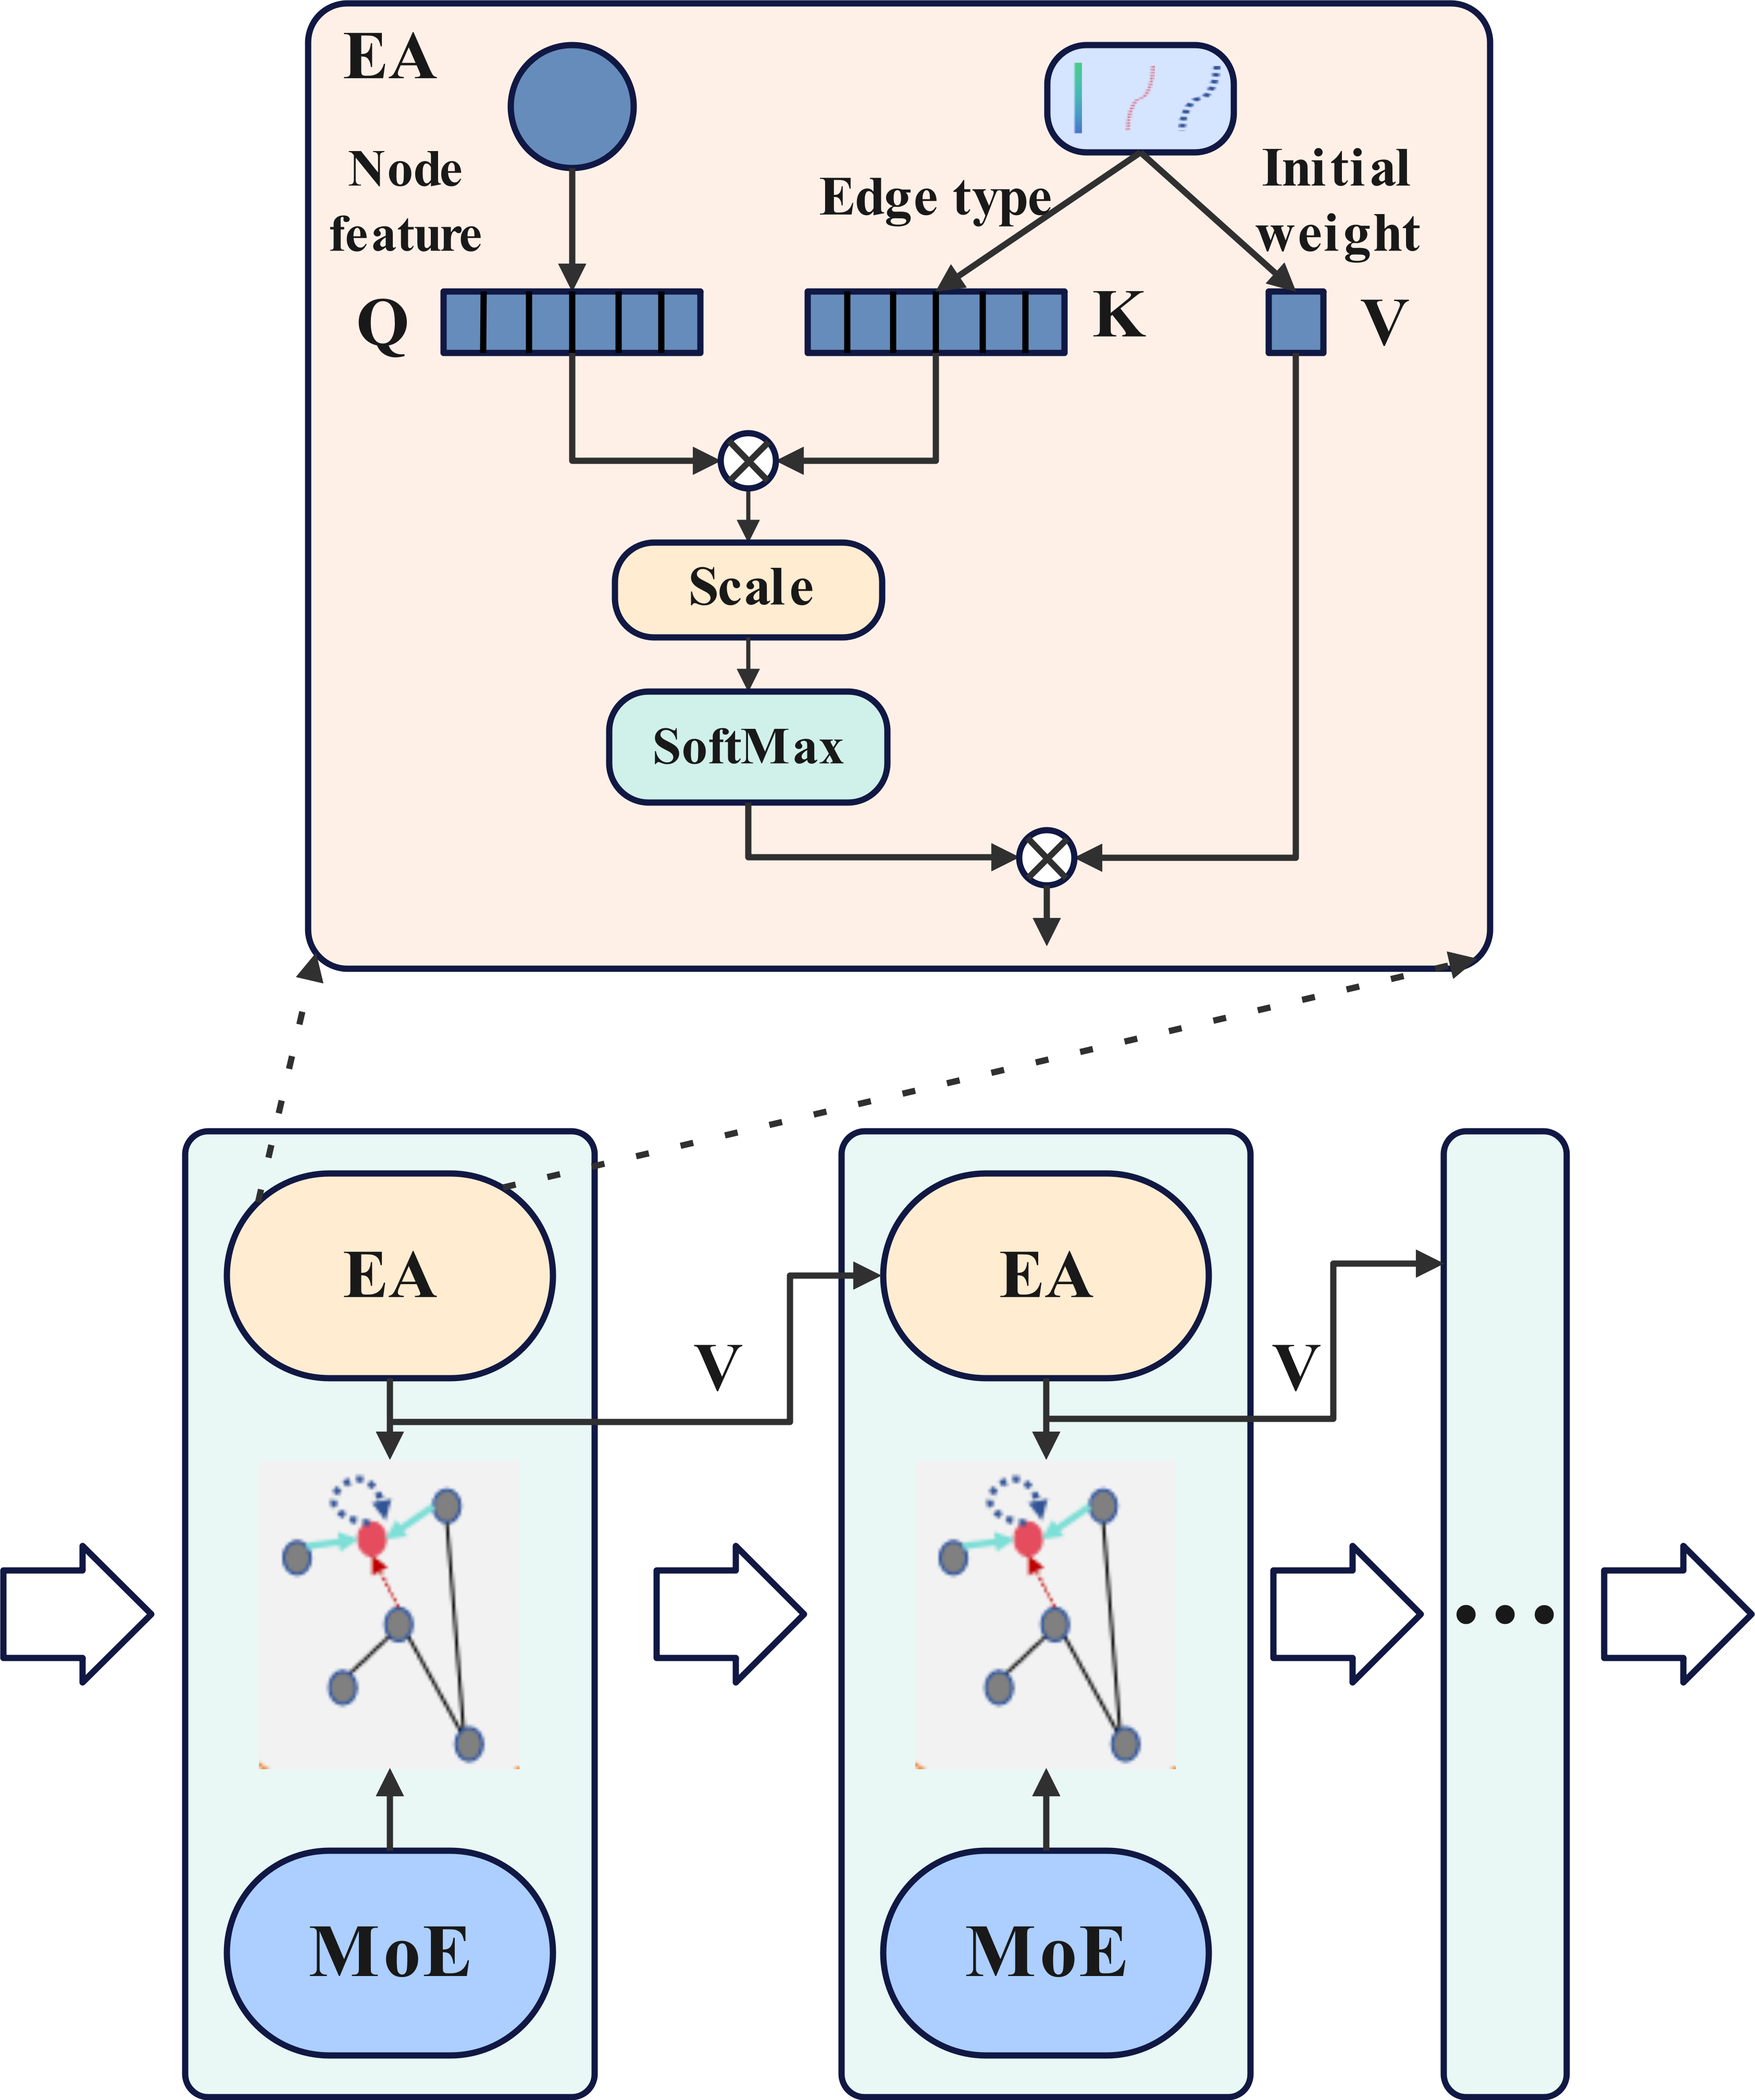 EA
Node
feature
Edge type
Initial
weight
Q
K
V
Scale
SoftMax
EA
EA
V
V
MoE
MoE